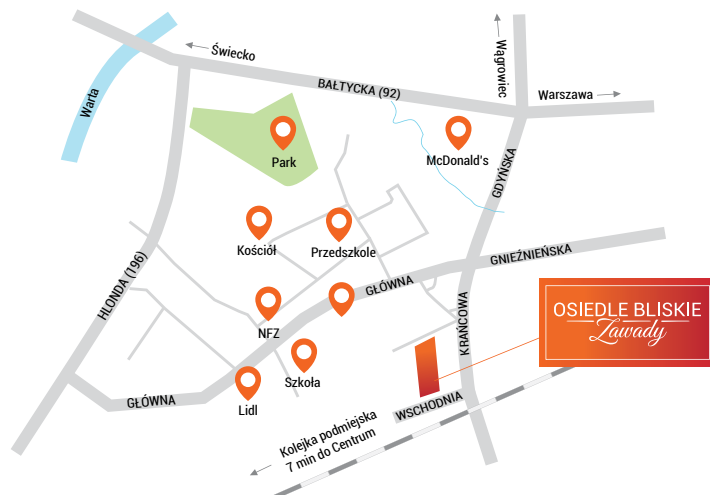 Świecko
Wągrowiec
Warta
BAŁTYCKA (92)
Warszawa
Park
McDonald's
GDYŃSKA
Kościół
Przedszkole
GNIEŹNIEŃSKA
HLONDA (196)
GŁÓWNA
NFZ
KRAŃCOWA
OSIEDLE BLISKIE
Zawady
Szkoła
GŁÓWNA
Lidl
WSCHODNIA
Kolejka podmiejska
7 min do Centrum